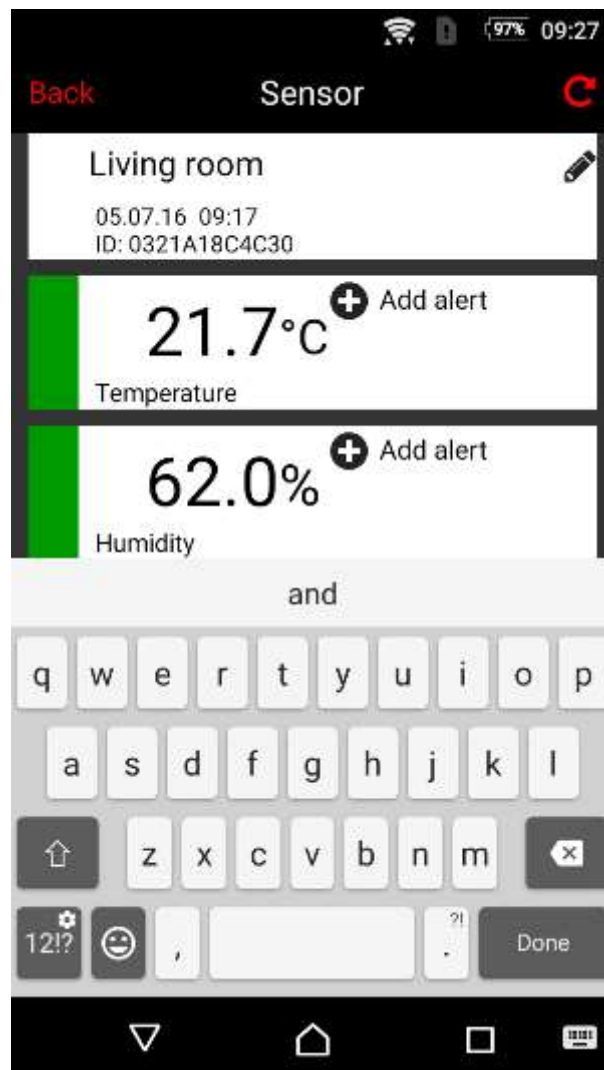 97% 09:27
Back Sensor
Living room
05.07.16 09:17
ID: 0321A18C4C30
21.7°C Add alert
Temperature
62.0% Add alert
Humidity
and
q w e r t y u i o p
a s d f g h j k l
z x c v b n m
12!? , ?! . Done